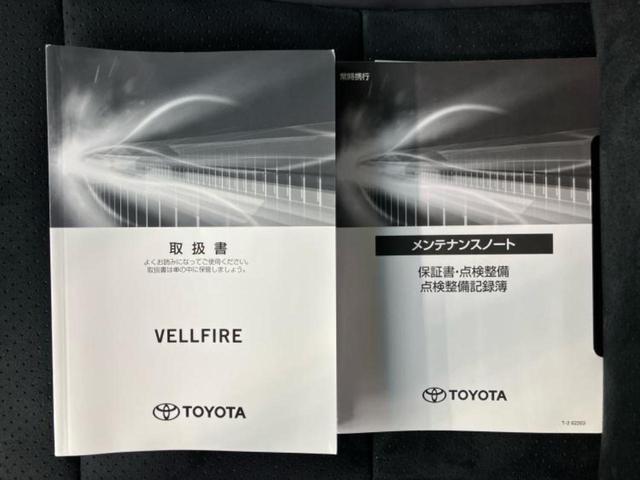 取扱書
よくお読みになってご使用ください。
取扱書は車の中に保管しましょう。
VELLFIRE
TOYOTA
常時携行
メンテナンスノート
保証書・点検整備
点検整備記録簿
TOYOTA